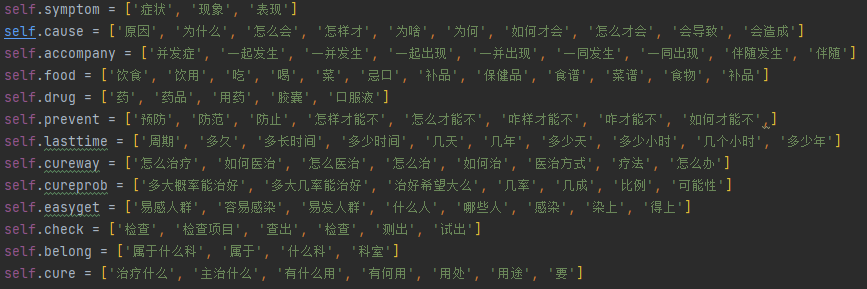 self.symptom = ['症状', '现象', '表现']
self.cause = ['原因', '为什么', '怎么会', '怎样才', '为啥', '为何', '如何才会', '怎么才会', '会导致', '会造成']
self.accompany = ['并发症', '一起发生', '一并发生', '一起出现', '一并出现', '一同发生', '一同出现', '伴随发生', '伴随']
self.food = ['饮食', '饮用', '吃', '喝', '菜', '忌口', '补品', '保健品', '食谱', '菜谱', '食物', '补品']
self.drug = ['药', '药品', '用药', '胶囊', '口服液']
self.prevent = ['预防', '防范', '防止', '怎样才能不', '怎么才能不', '咋样才能不', '咋才能不', '如何才能不',]
self.lasttime = ['周期', '多久', '多长时间', '多少时间', '几天', '几年', '多少天', '多少小时', '几个小时', '多少年']
self.cureway = ['怎么治疗', '如何医治', '怎么医治', '怎么治', '如何治', '医治方式', '疗法', '怎么办']
self.cureprob = ['多大概率能治好', '多大几率能治好', '治好希望大么', '几率', '几成', '比例', '可能性']
self.easyget = ['易感人群', '容易感染', '易发人群', '什么人', '哪些人', '感染', '染上', '得上']
self.check = ['检查', '检查项目', '查出', '检查', '测出', '试出']
self.belong = ['属于什么科', '属于', '什么科', '科室']
self.cure = ['治疗什么', '主治什么', '有什么用', '有何用', '用处', '用途', '要']